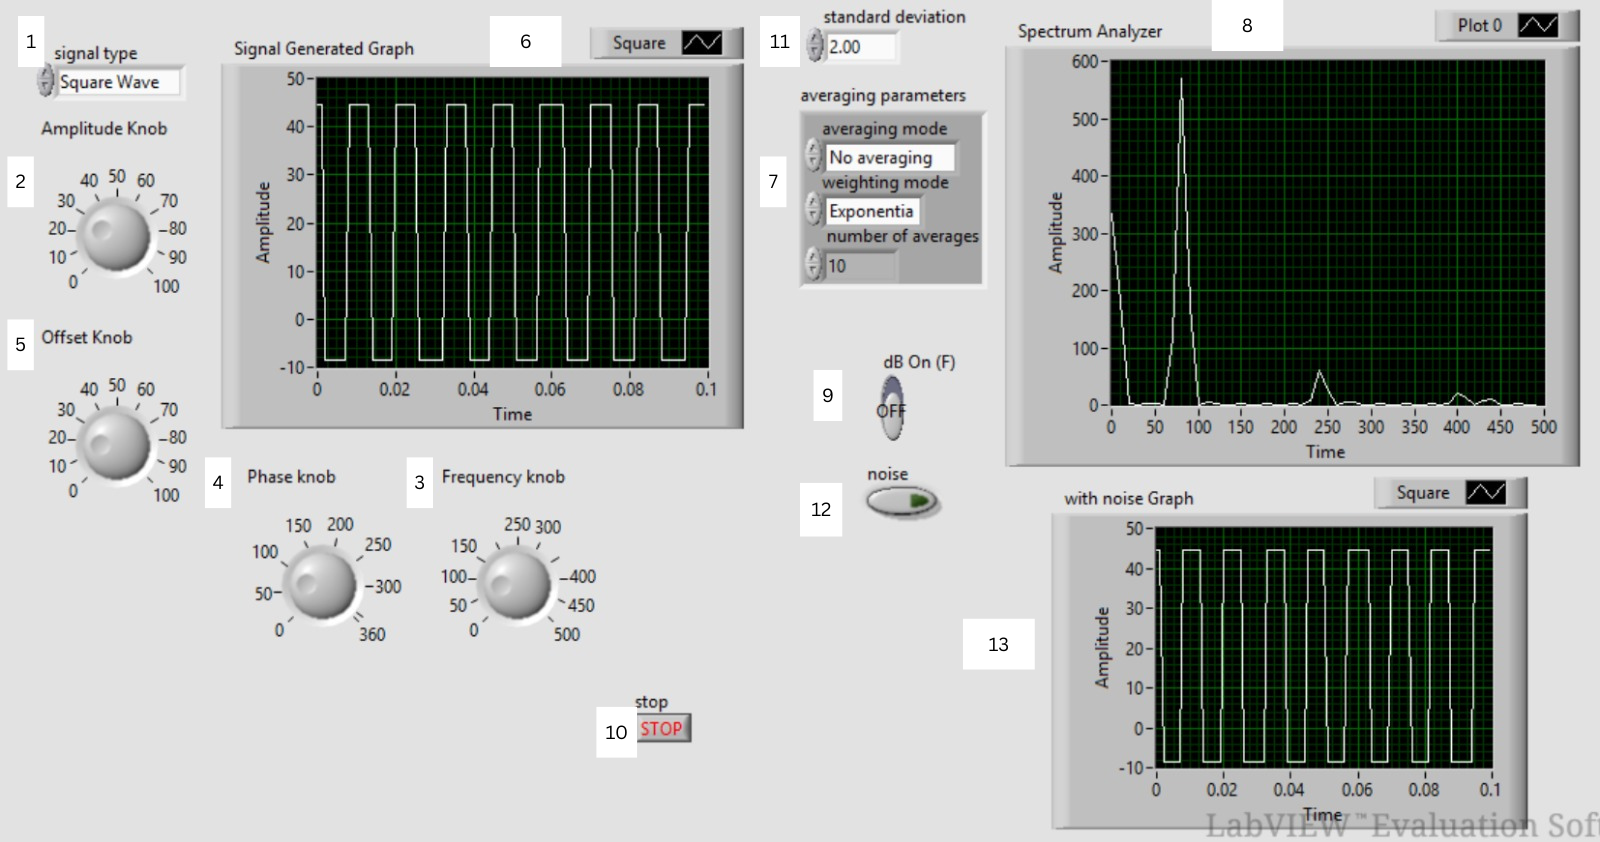 1
signal type
Square Wave
Amplitude Knob
2
0 10 20 30 40 50 60 70 80 90 100
5
Offset Knob
0 10 20 30 40 50 60 70 80 90 100
Signal Generated Graph
6
Square
Amplitude
50
40
30
20
10
0
-10
0 0.02 0.04 0.06 0.08 0.1
Time
4
Phase knob
0 50 100 150 200 250 300 360
3
Frequency knob
0 50 100 150 250 300 400 450 500
stop
10
STOP
11
standard deviation
2.00
averaging parameters
7
averaging mode
No averaging
weighting mode
Exponentia
number of averages
10
9
dB On (F)
OFF
noise
12
Spectrum Analyzer
8
Plot 0
Amplitude
600
500
400
300
200
100
0
0 50 100 150 200 250 300 350 400 450 500
Time
13
with noise Graph
Square
Amplitude
50
40
30
20
10
0
-10
0 0.02 0.04 0.06 0.08 0.1
Time
LabVIEW™ Evaluation Soft